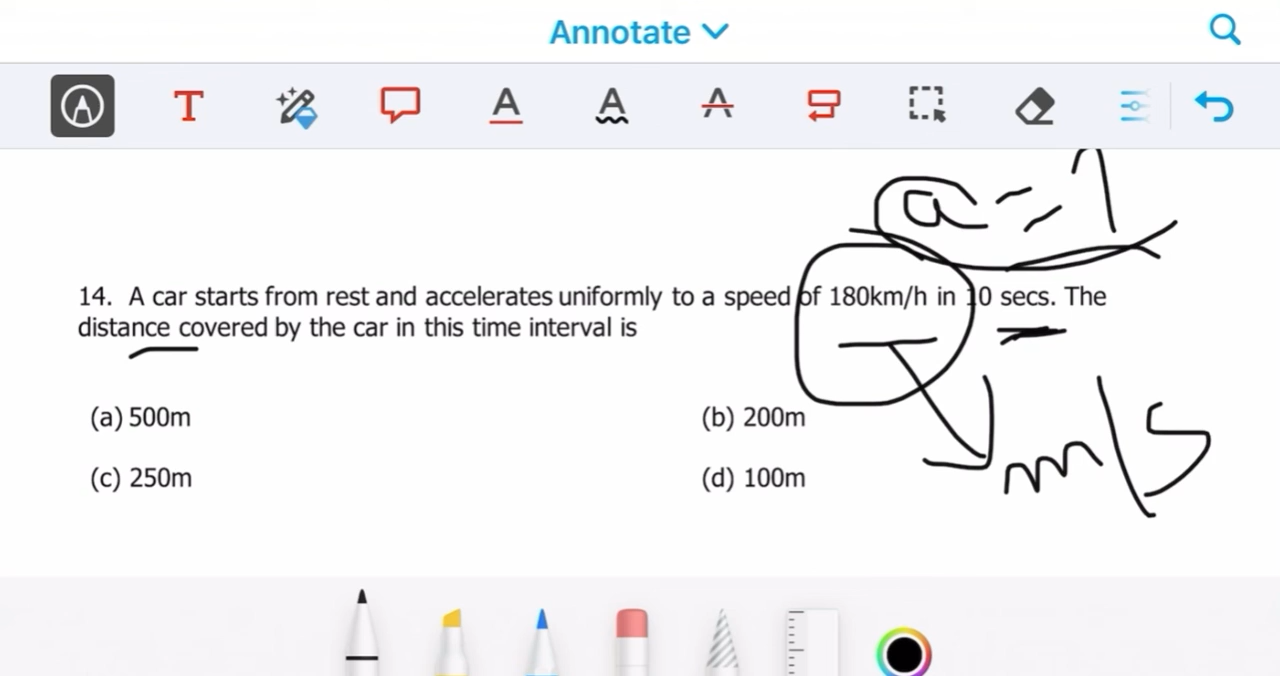 Annotate
T A A A
a = ?
14. A car starts from rest and accelerates uniformly to a speed of 180km/h in 10 secs. The
distance covered by the car in this time interval is
(a) 500m (b) 200m
m/s
(c) 250m (d) 100m